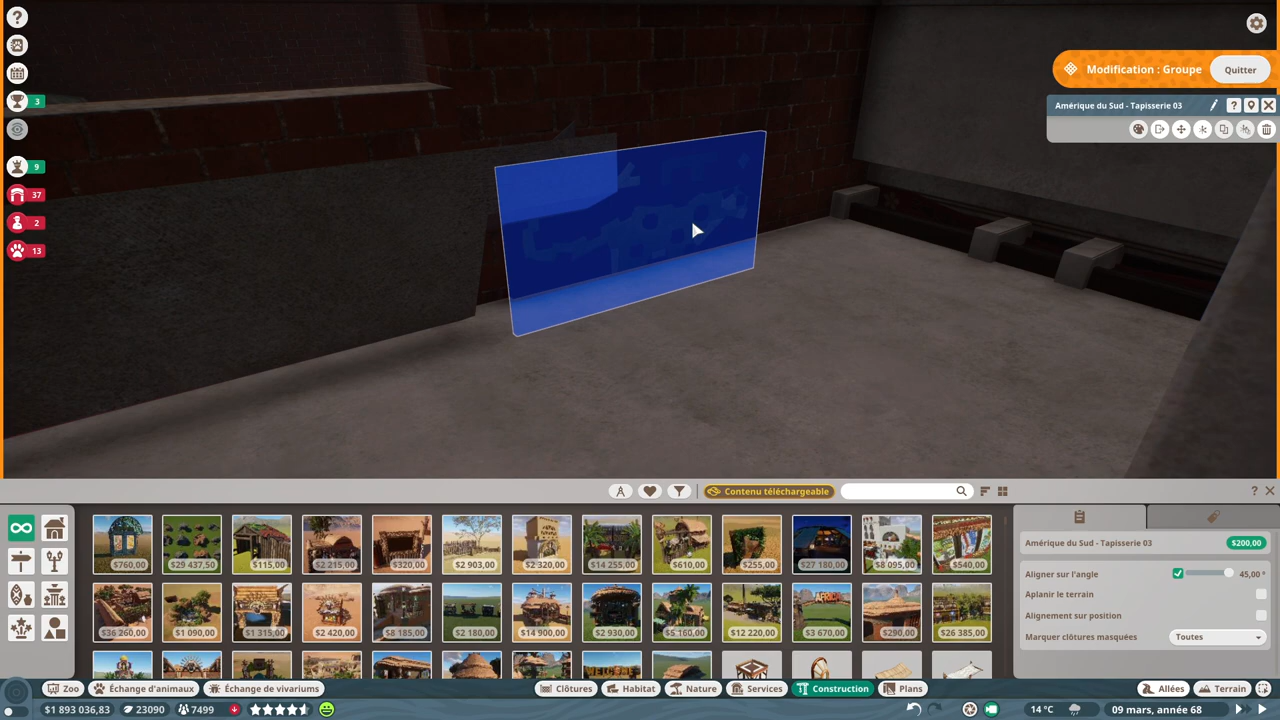 ?
Modification : Groupe
Quitter
3
Amérique du Sud - Tapisserie 03
?
9
37
2
13
Contenu téléchargeable
?
$760,00
$29 437,50
$115,00
$2 215,00
$320,00
$2 903,00
$2 320,00
$14 255,00
$610,00
$255,00
$27 180,00
$8 095,00
$540,00
Amérique du Sud - Tapisserie 03
$200,00
Aligner sur l'angle
45,00 °
Aplanir le terrain
Alignement sur position
Marquer clôtures masquées
Toutes
$36 260,00
$1 090,00
$1 315,00
$2 420,00
$8 185,00
$2 180,00
$14 900,00
$2 930,00
$5 160,00
$12 220,00
$3 670,00
$290,00
$26 385,00
Zoo
Échange d'animaux
Échange de vivariums
Clôtures
Habitat
Nature
Services
Construction
Plans
Allées
Terrain
$1 893 036,83
23090
7499
14 °C
09 mars, année 68